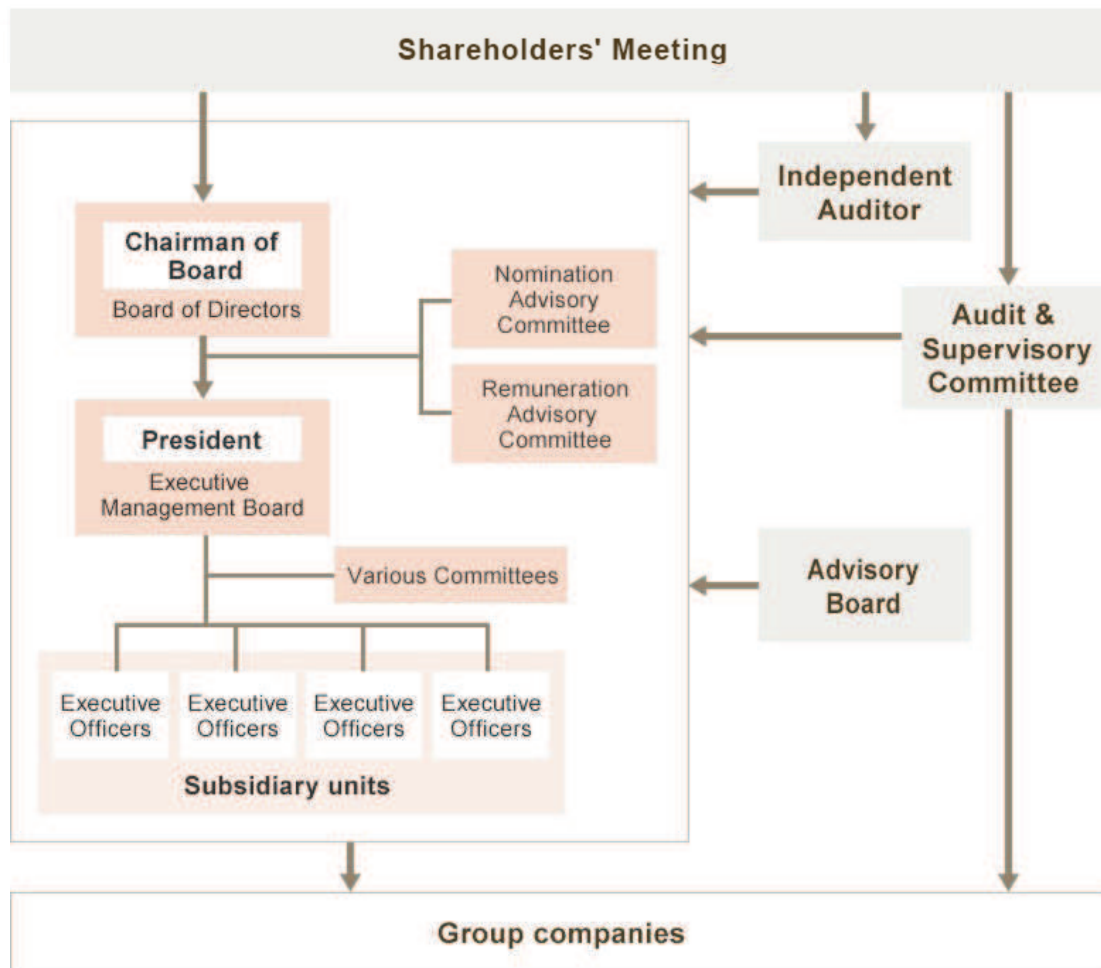 Shareholders' Meeting
Independent
Auditor
Chairman of
Board
Board of Directors
Nomination
Advisory
Committee
Audit &
Supervisory
Committee
Remuneration
Advisory
Committee
President
Executive
Management Board
Various Committees
Advisory
Board
Executive
Officers
Executive
Officers
Executive
Officers
Executive
Officers
Subsidiary units
Group companies